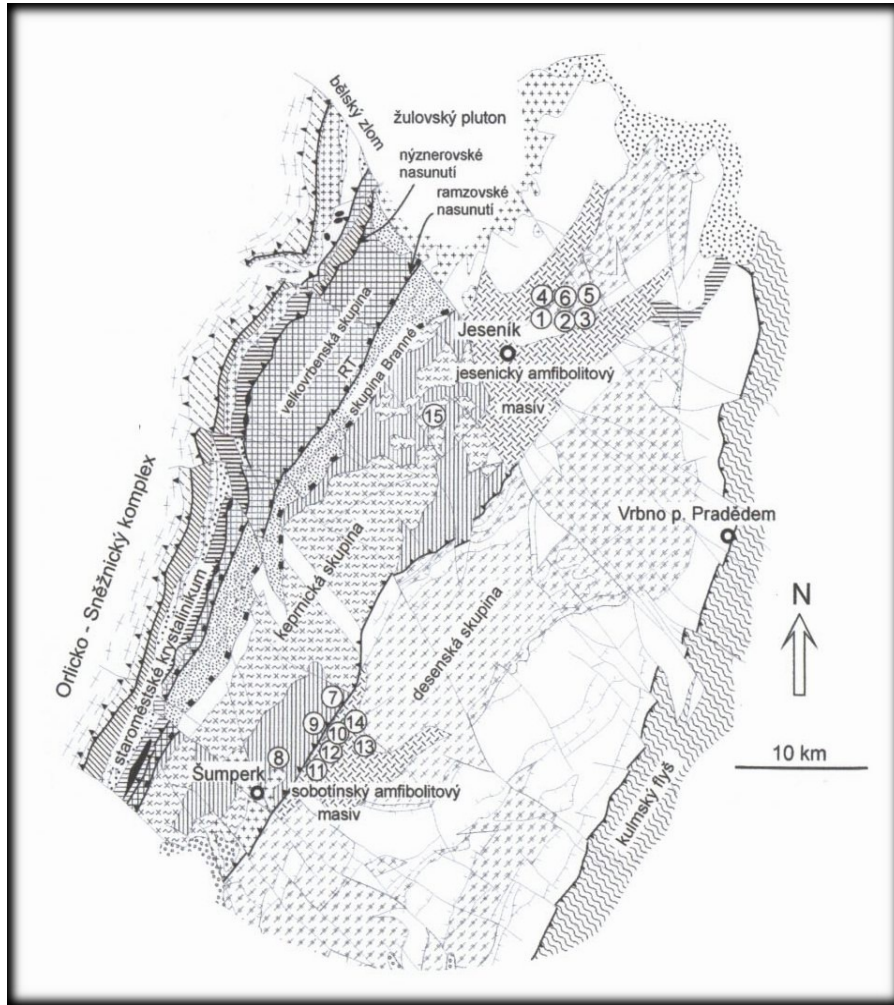 bělský zlom
žulovský pluton
nýznerovské
nasunutí
ramzovské
nasunutí
velkovrbenská skupina
RT
skupina Branné
4 6 5
1 2 3
Jeseník
jesenický amfibolitový
masiv
15
Orlicko - Sněžnický komplex
staroměstské krystalinikum
keprnická skupina
desenská skupina
Vrbno p. Pradědem
N
10 km
7
9
10
14
12
13
8
11
Šumperk
sobotínský amfibolitový
masiv
kulmský flyš